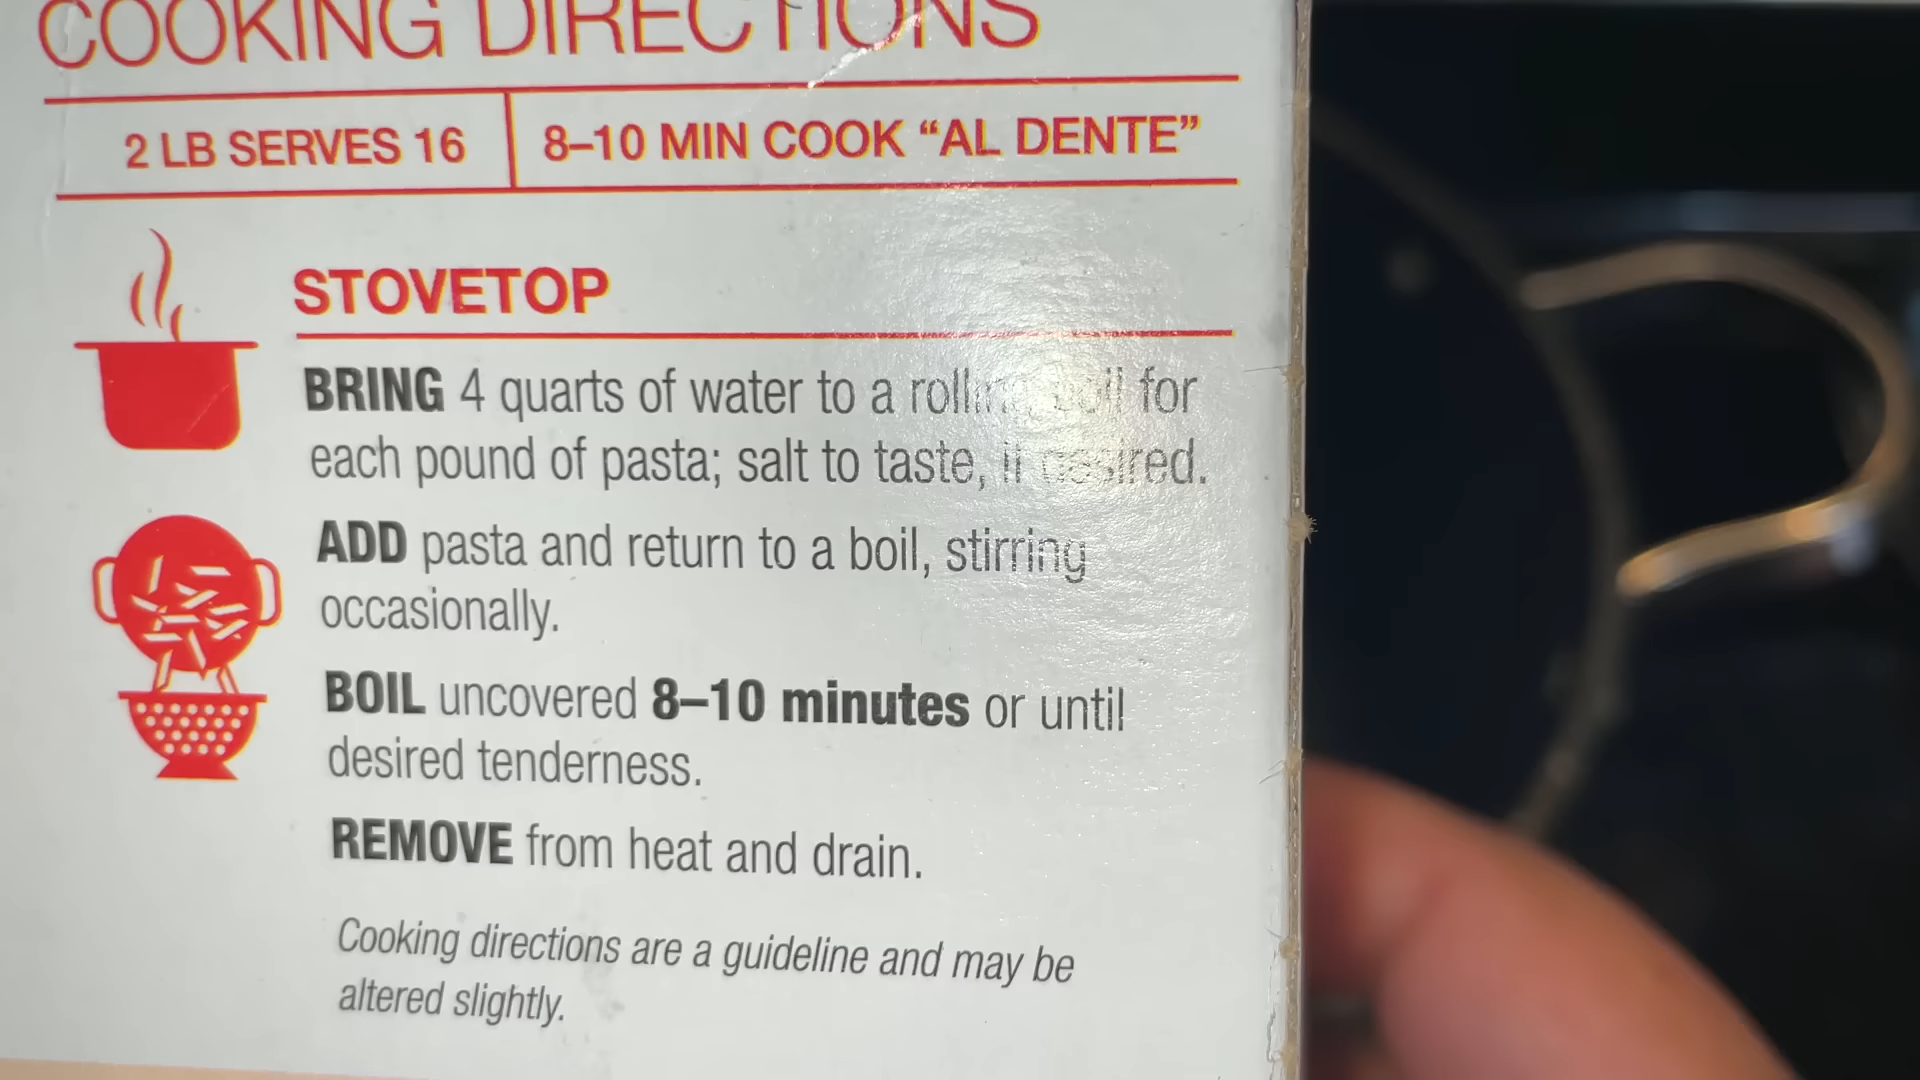 COOKING DIRECTIONS
2 LB SERVES 16
8–10 MIN COOK “AL DENTE”
STOVETOP
BRING 4 quarts of water to a rolling boil for
each pound of pasta; salt to taste, if desired.
ADD pasta and return to a boil, stirring
occasionally.
BOIL uncovered 8–10 minutes or until
desired tenderness.
REMOVE from heat and drain.
Cooking directions are a guideline and may be
altered slightly.